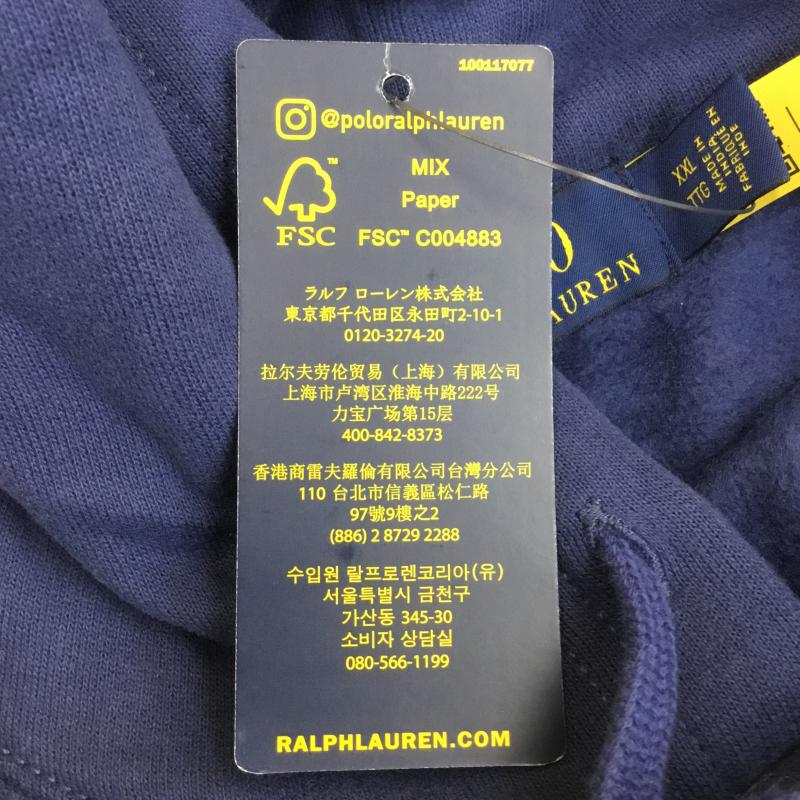 100117077
@poloralphlauren
MIX
Paper
FSC™ FSC™ C004883
ラルフ ローレン株式会社
東京都千代田区永田町2-10-1
0120-3274-20
拉尔夫劳伦贸易（上海）有限公司
上海市卢湾区淮海中路222号
力宝广场第15层
400-842-8373
香港商雷夫羅倫有限公司台灣分公司
110 台北市信義區松仁路
97號9樓之2
(886) 2 8729 2288
수입원 랄프로렌코리아(유)
서울특별시 금천구
가산동 345-30
소비자 상담실
080-566-1199
RALPHLAUREN.COM
XXL
TTG
MADE IN
INDIA
FABRIQUE EN
INDE